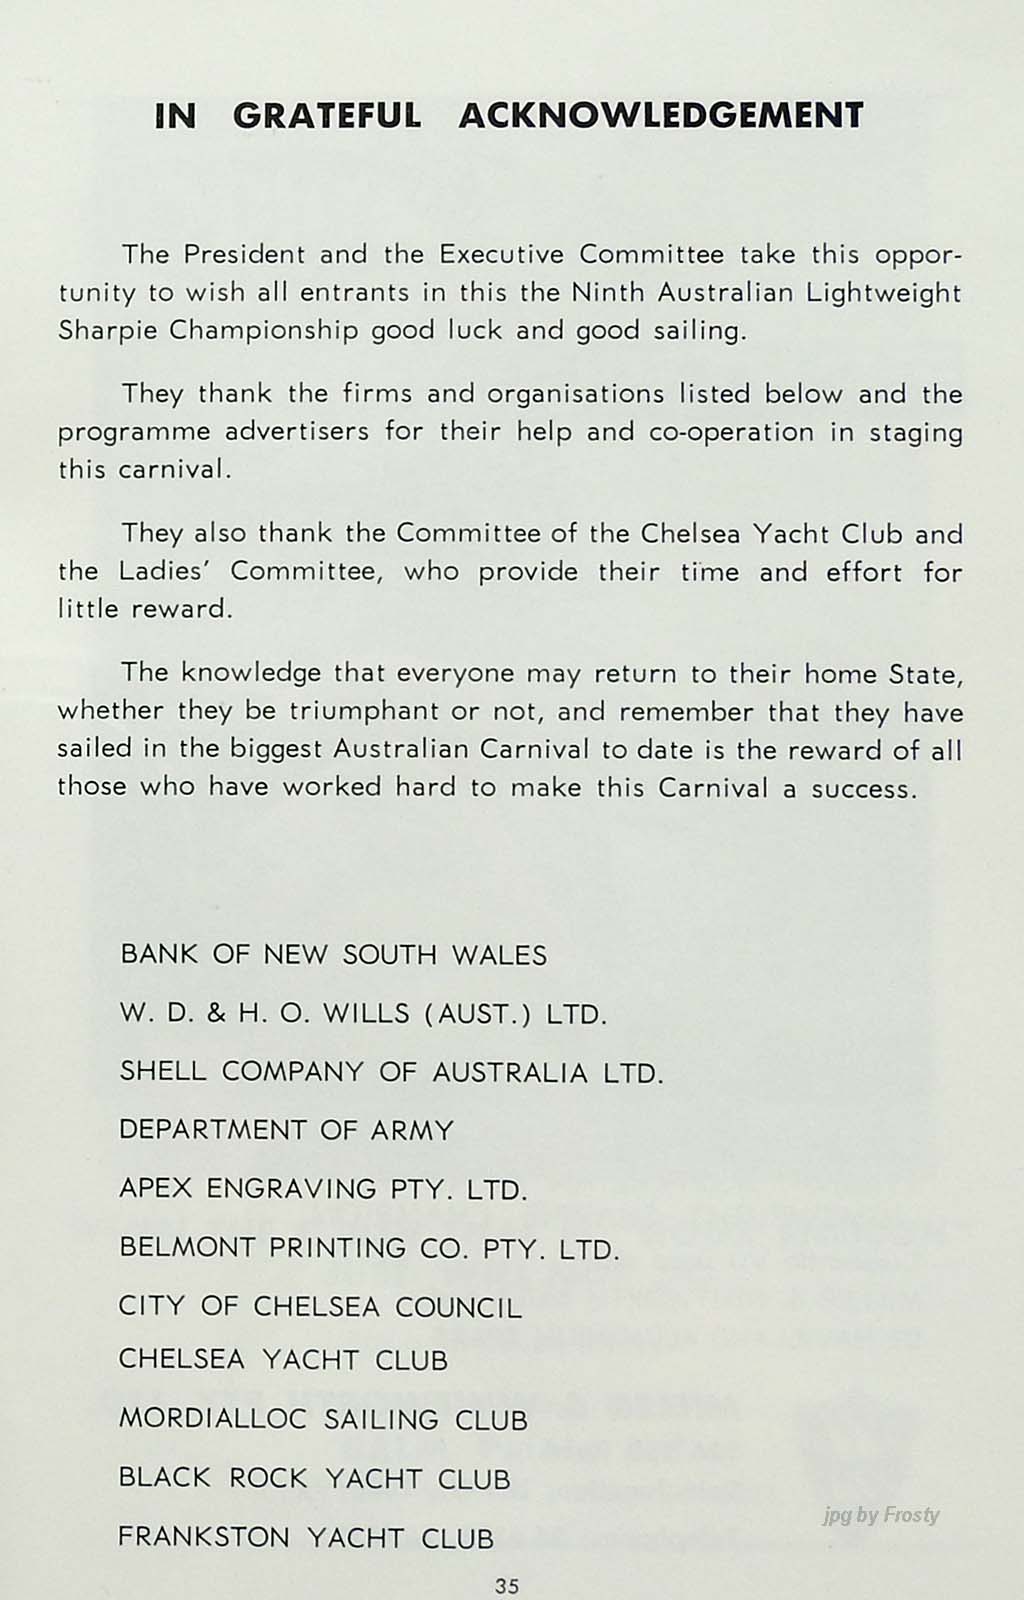 IN GRATEFUL ACKNOWLEDGEMENT
The President and the Executive Committee take this oppor-
tunity to wish all entrants in this the Ninth Australian Lightweight
Sharpie Championship good luck and good sailing.
They thank the firms and organisations listed below and the
programme advertisers for their help and co-operation in staging
this carnival.
They also thank the Committee of the Chelsea Yacht Club and
the Ladies' Committee, who provide their time and effort for
little reward.
The knowledge that everyone may return to their home State,
whether they be triumphant or not, and remember that they have
sailed in the biggest Australian Carnival to date is the reward of all
those who have worked hard to make this Carnival a success.
BANK OF NEW SOUTH WALES
W. D. & H. O. WILLS (AUST.) LTD.
SHELL COMPANY OF AUSTRALIA LTD.
DEPARTMENT OF ARMY
APEX ENGRAVING PTY. LTD.
BELMONT PRINTING CO. PTY. LTD.
CITY OF CHELSEA COUNCIL
CHELSEA YACHT CLUB
MORDIALLOC SAILING CLUB
BLACK ROCK YACHT CLUB
jpg by Frosty
FRANKSTON YACHT CLUB
35